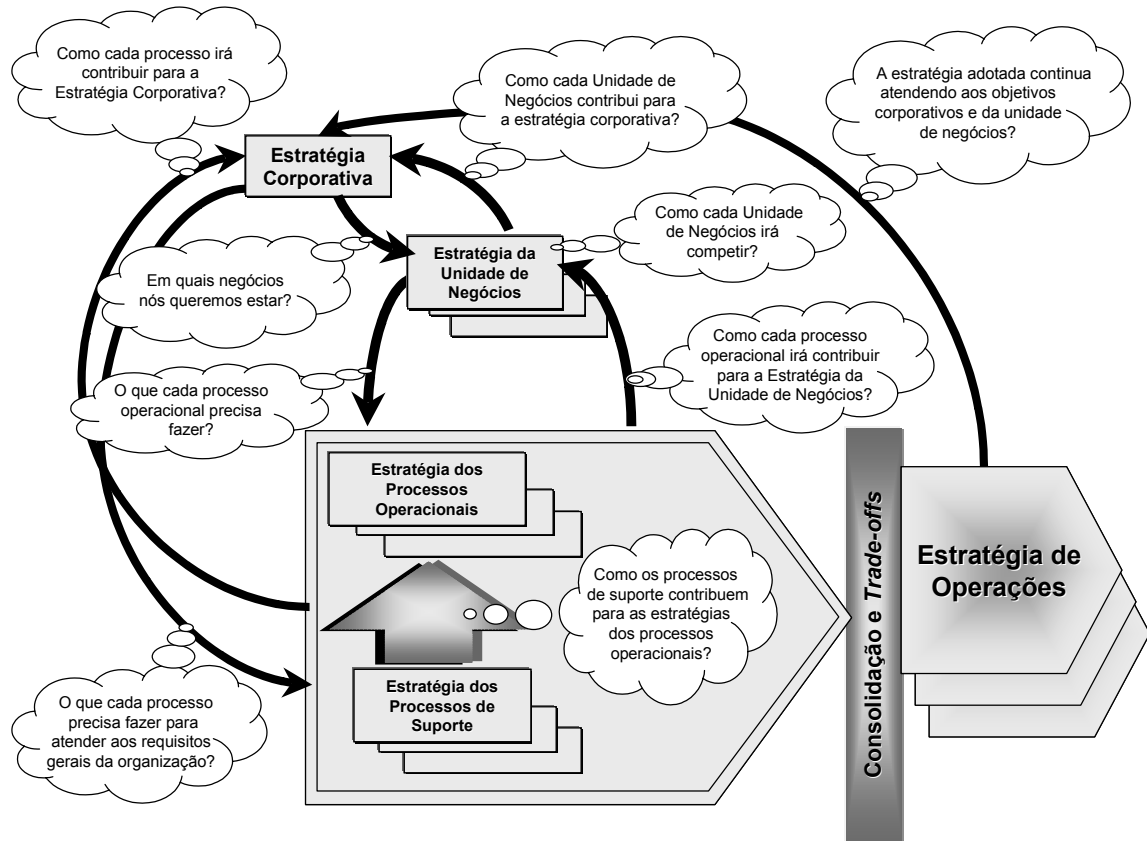 Como cada processo irá
contribuir para a
Estratégia Corporativa?
Como cada Unidade de
Negócios contribui para
a estratégia corporativa?
A estratégia adotada continua
atendendo aos objetivos
corporativos e da unidade
de negócios?
Estratégia
Corporativa
Como cada Unidade
de Negócios irá
competir?
Estratégia da
Unidade de
Negócios
Em quais negócios
nós queremos estar?
Como cada processo
operacional irá contribuir
para a Estratégia da
Unidade de Negócios?
O que cada processo
operacional precisa
fazer?
Estratégia dos
Processos
Operacionais
Como os processos
de suporte contribuem
para as estratégias
dos processos
operacionais?
Estratégia dos
Processos de
Suporte
O que cada processo
precisa fazer para
atender aos requisitos
gerais da organização?
Consolidação e Trade-offs
Estratégia de
Operações